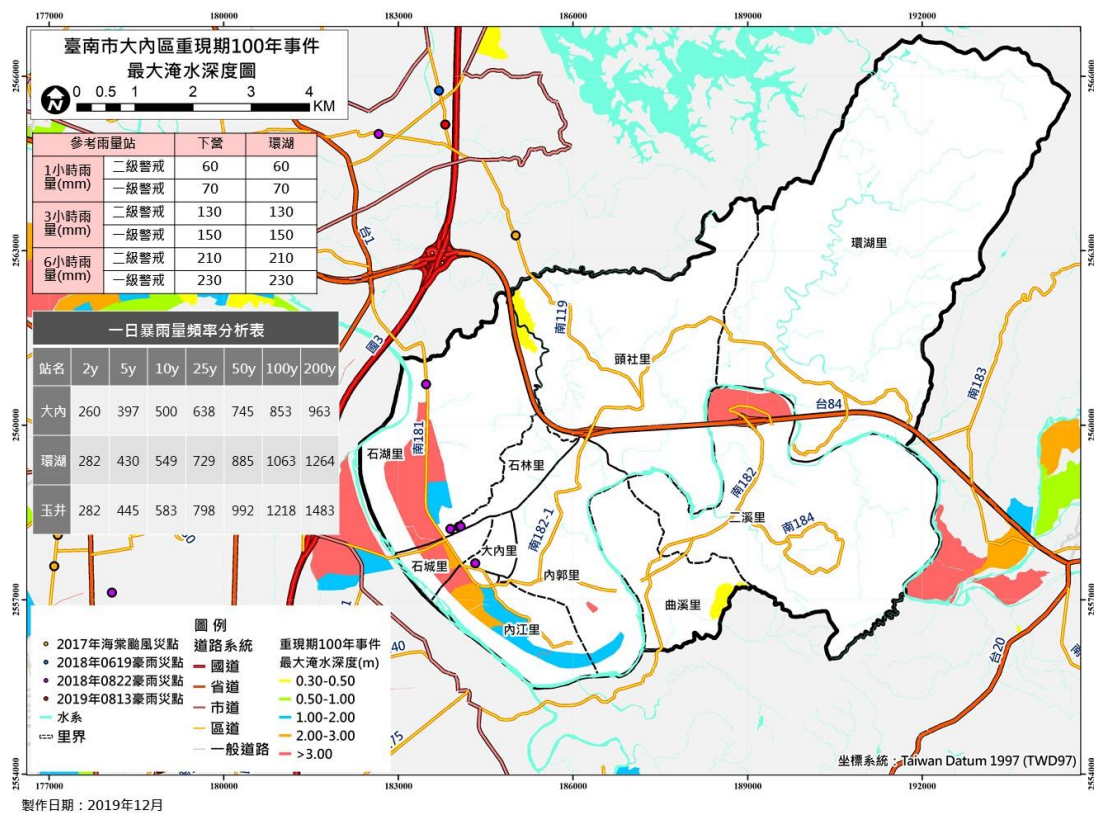 177000 180000 183000 186000 189000 192000
臺南市大內區重現期100年事件
最大淹水深度圖
N 0 0.5 1 2 3 4
KM
參考雨量站 下營 環湖
1小時雨量(mm) 二級警戒 60 60
一級警戒 70 70
3小時雨量(mm) 二級警戒 130 130
一級警戒 150 150
6小時雨量(mm) 二級警戒 210 210
一級警戒 230 230
一日暴雨量頻率分析表
站名 2y 5y 10y 25y 50y 100y 200y
大內 260 397 500 638 745 853 963
環湖 282 430 549 729 885 1063 1264
玉井 282 445 583 798 992 1218 1483
2566000
2563000
2560000
2557000
2554000
2566000
2563000
2560000
2557000
2554000
台1
國3
南119
南181
南183
台84
南182
南184
南182-1
台20
環湖里
頭社里
石湖里
石林里
二溪里
大內里
石城里
內郭里
曲溪里
內江里
40
75
圖例
2017年海棠颱風災點
2018年0619豪雨災點
2018年0822豪雨災點
2019年0813豪雨災點
水系
里界
道路系統
國道
省道
市道
區道
一般道路
重現期100年事件
最大淹水深度(m)
0.30-0.50
0.50-1.00
1.00-2.00
2.00-3.00
>3.00
坐標系統：Taiwan Datum 1997 (TWD97)
177000 180000 183000 186000 189000 192000
製作日期：2019年12月